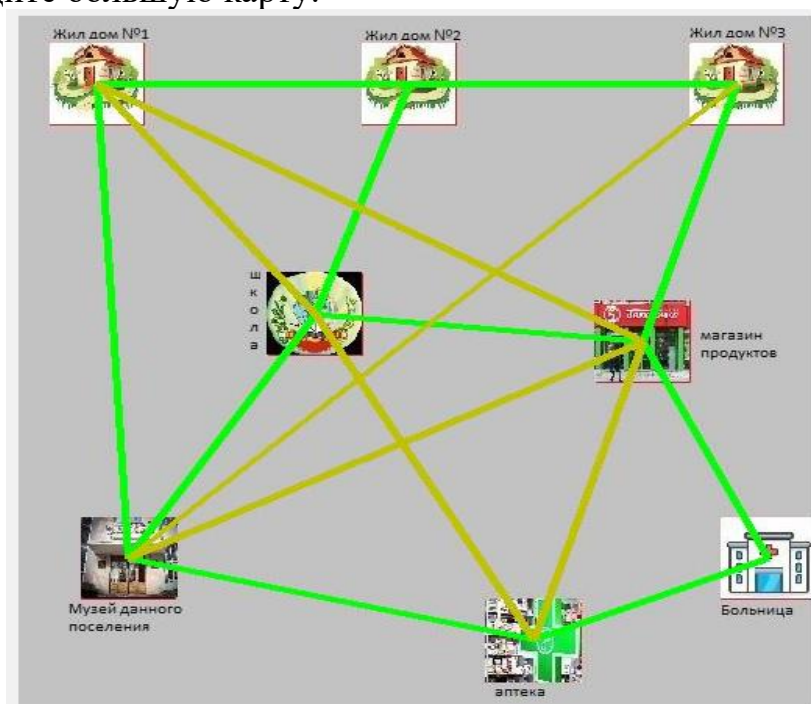 дите большую карту.
Жил дом №1
Жил дом №2
Жил дом №3
школа
магазин
продуктов
Музей данного
поселения
Больница
аптека